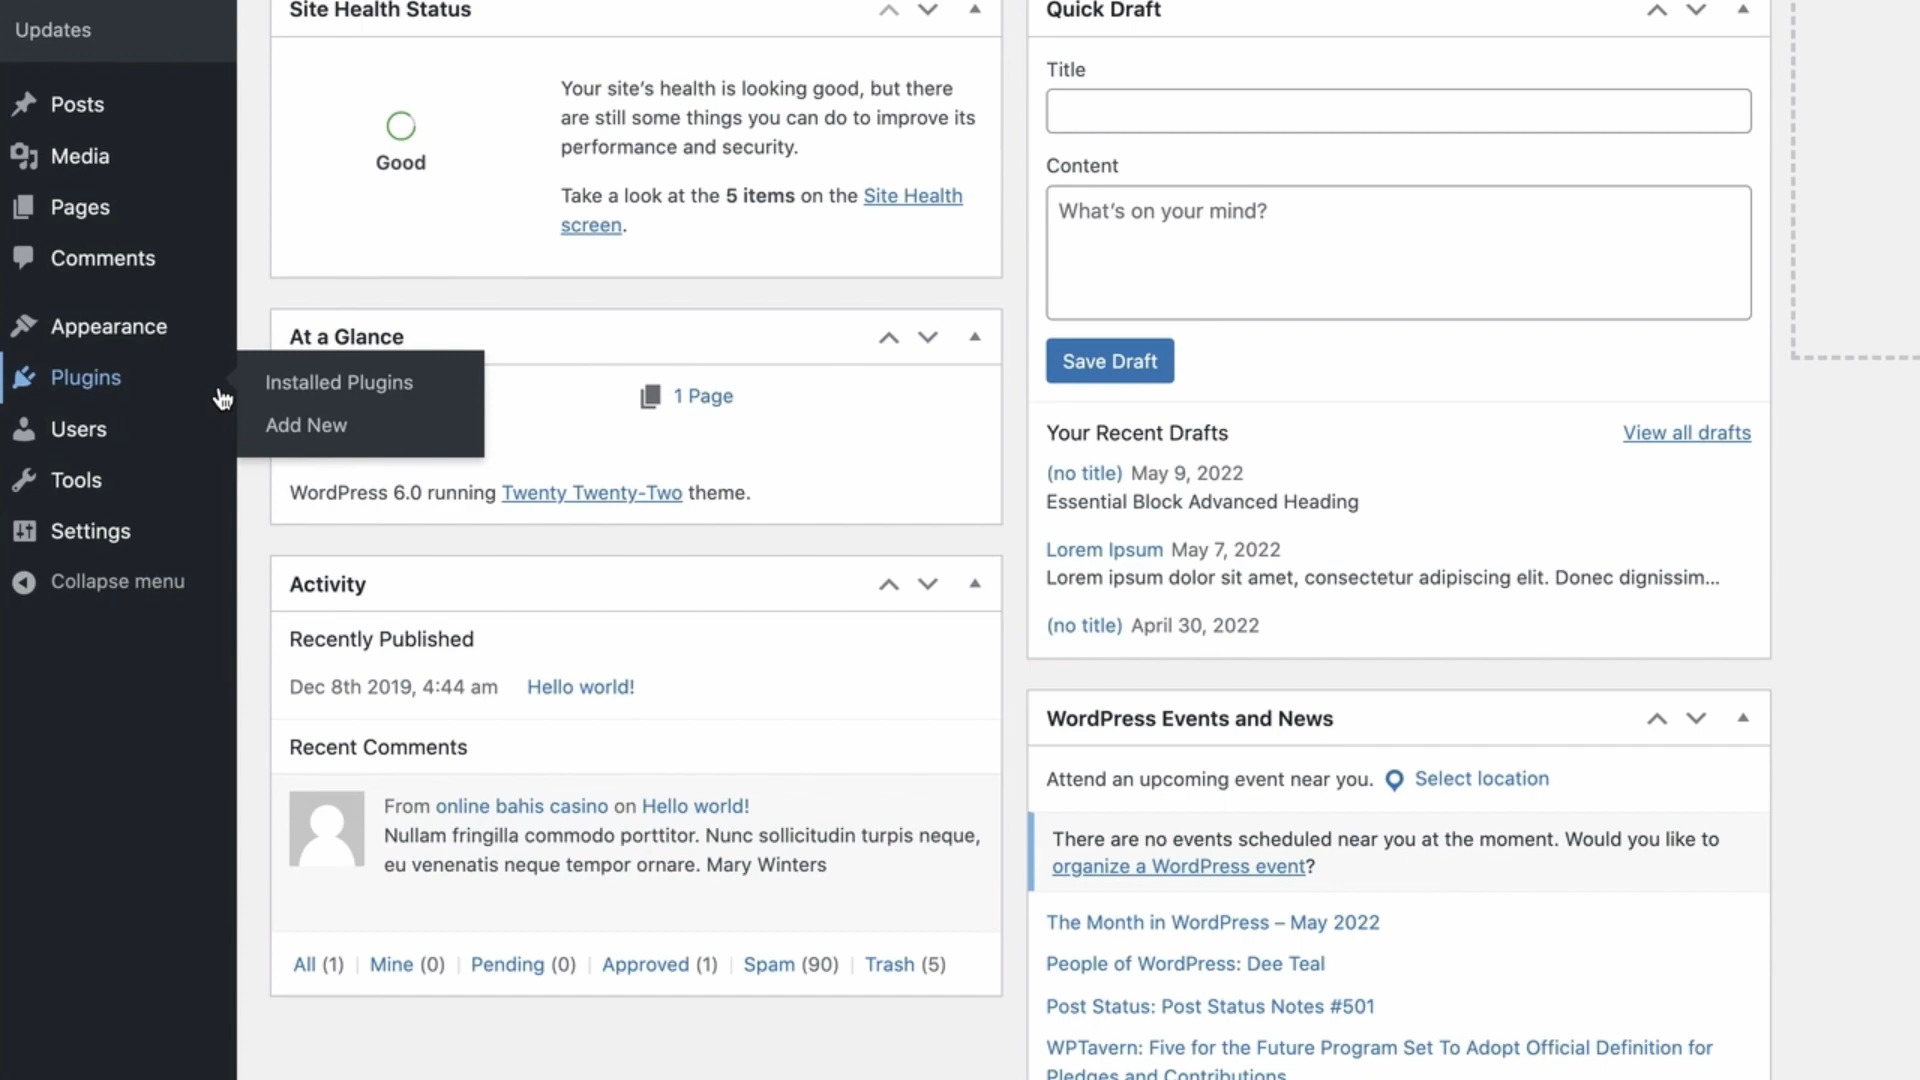 Updates
Posts
Media
Pages
Comments
Appearance
Plugins
Users
Tools
Settings
Collapse menu
Installed Plugins
Add New
Site Health Status
Good
Your site's health is looking good, but there
are still some things you can do to improve its
performance and security.
Take a look at the 5 items on the Site Health
screen.
At a Glance
1 Page
WordPress 6.0 running Twenty Twenty-Two theme.
Activity
Recently Published
Dec 8th 2019, 4:44 am Hello world!
Recent Comments
From online bahis casino on Hello world!
Nullam fringilla commodo porttitor. Nunc sollicitudin turpis neque,
eu venenatis neque tempor ornare. Mary Winters
All (1) | Mine (0) | Pending (0) | Approved (1) | Spam (90) | Trash (5)
Quick Draft
Title
Content
What's on your mind?
Save Draft
Your Recent Drafts View all drafts
(no title) May 9, 2022
Essential Block Advanced Heading
Lorem Ipsum May 7, 2022
Lorem ipsum dolor sit amet, consectetur adipiscing elit. Donec dignissim…
(no title) April 30, 2022
WordPress Events and News
Attend an upcoming event near you. Select location
There are no events scheduled near you at the moment. Would you like to
organize a WordPress event?
The Month in WordPress – May 2022
People of WordPress: Dee Teal
Post Status: Post Status Notes #501
WPTavern: Five for the Future Program Set To Adopt Official Definition for
Pledges and Contributions